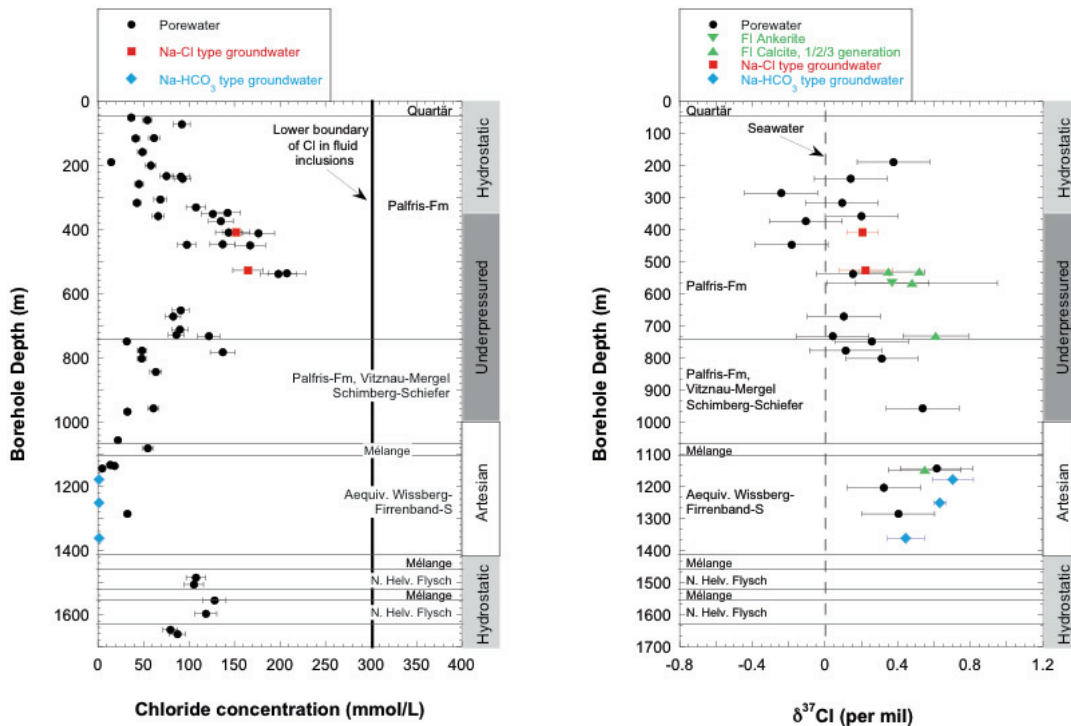 Porewater
Na-Cl type groundwater
Na-HCO3 type groundwater
0
200
400
600
800
1000
1200
1400
1600
Borehole Depth (m)
Quartär
Lower boundary
of Cl in fluid
inclusions
Palfris-Fm
Palfris-Fm, Vitznau-Mergel
Schimberg-Schiefer
Mélange
Aequiv. Wissberg-
Firrenband-S
Mélange
N. Helv. Flysch
Mélange
N. Helv. Flysch
Hydrostatic
Underpressured
Artesian
Hydrostatic
0 50 100 150 200 250 300 350 400
Chloride concentration (mmol/L)
Porewater
FI Ankerite
FI Calcite, 1/2/3 generation
Na-Cl type groundwater
Na-HCO3 type groundwater
0
100
200
300
400
500
600
700
800
900
1000
1100
1200
1300
1400
1500
1600
1700
Borehole Depth (m)
Quartär
Seawater
Palfris-Fm
Palfris-Fm,
Vitznau-Mergel
Schimberg-Schiefer
Mélange
Aequiv. Wissberg-
Firrenband-S
Mélange
N. Helv. Flysch
Mélange
N. Helv. Flysch
Hydrostatic
Underpressured
Artesian
Hydrostatic
-0.8 -0.4 0 0.4 0.8 1.2
δ37Cl (per mil)